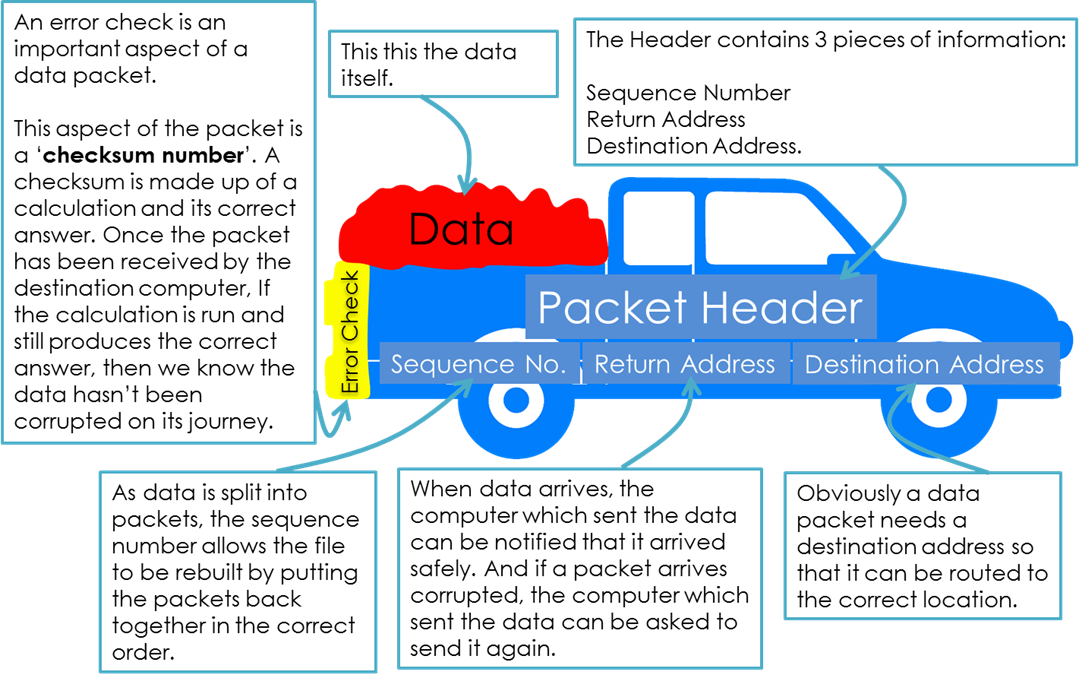 An error check is an
important aspect of a
data packet.
This aspect of the packet is
a ‘checksum number’. A
checksum is made up of a
calculation and its correct
answer. Once the packet
has been received by the
destination computer, If
the calculation is run and
still produces the correct
answer, then we know the
data hasn’t been
corrupted on its journey.
This this the data
itself.
The Header contains 3 pieces of information:
Sequence Number
Return Address
Destination Address.
Data
Error Check
Packet Header
Sequence No.
Return Address
Destination Address
As data is split into
packets, the sequence
number allows the file
to be rebuilt by putting
the packets back
together in the correct
order.
When data arrives, the
computer which sent the data
can be notified that it arrived
safely. And if a packet arrives
corrupted, the computer which
sent the data can be asked to
send it again.
Obviously a data
packet needs a
destination address so
that it can be routed to
the correct location.